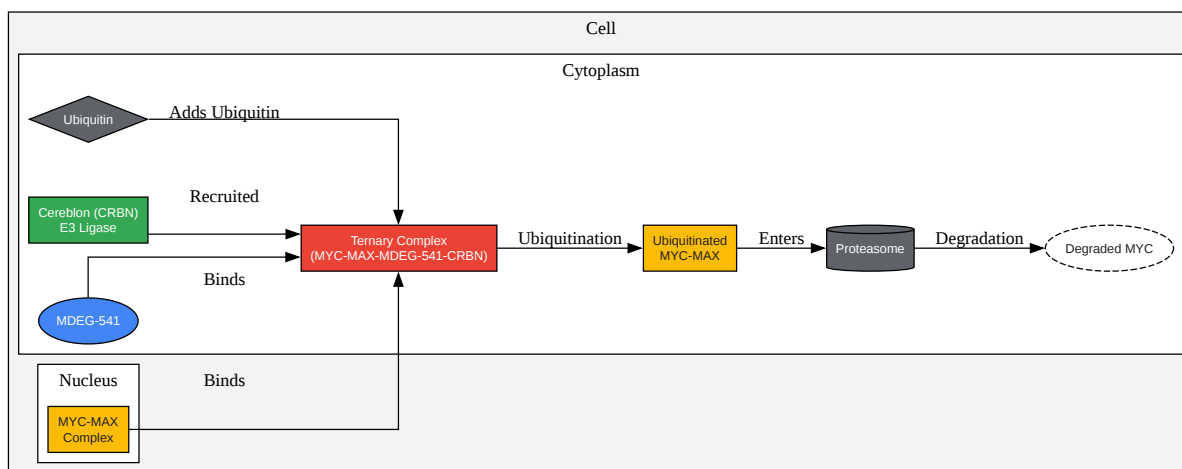 Cell
Cytoplasm
Ubiquitin
Adds Ubiquitin
Cereblon (CRBN)
E3 Ligase
Recruited
Ternary Complex
(MYC-MAX-MDEG-541-CRBN)
Ubiquitination
Ubiquitinated
MYC-MAX
Enters
Proteasome
Degradation
Degraded MYC
Binds
MDEG-541
Nucleus
Binds
MYC-MAX
Complex